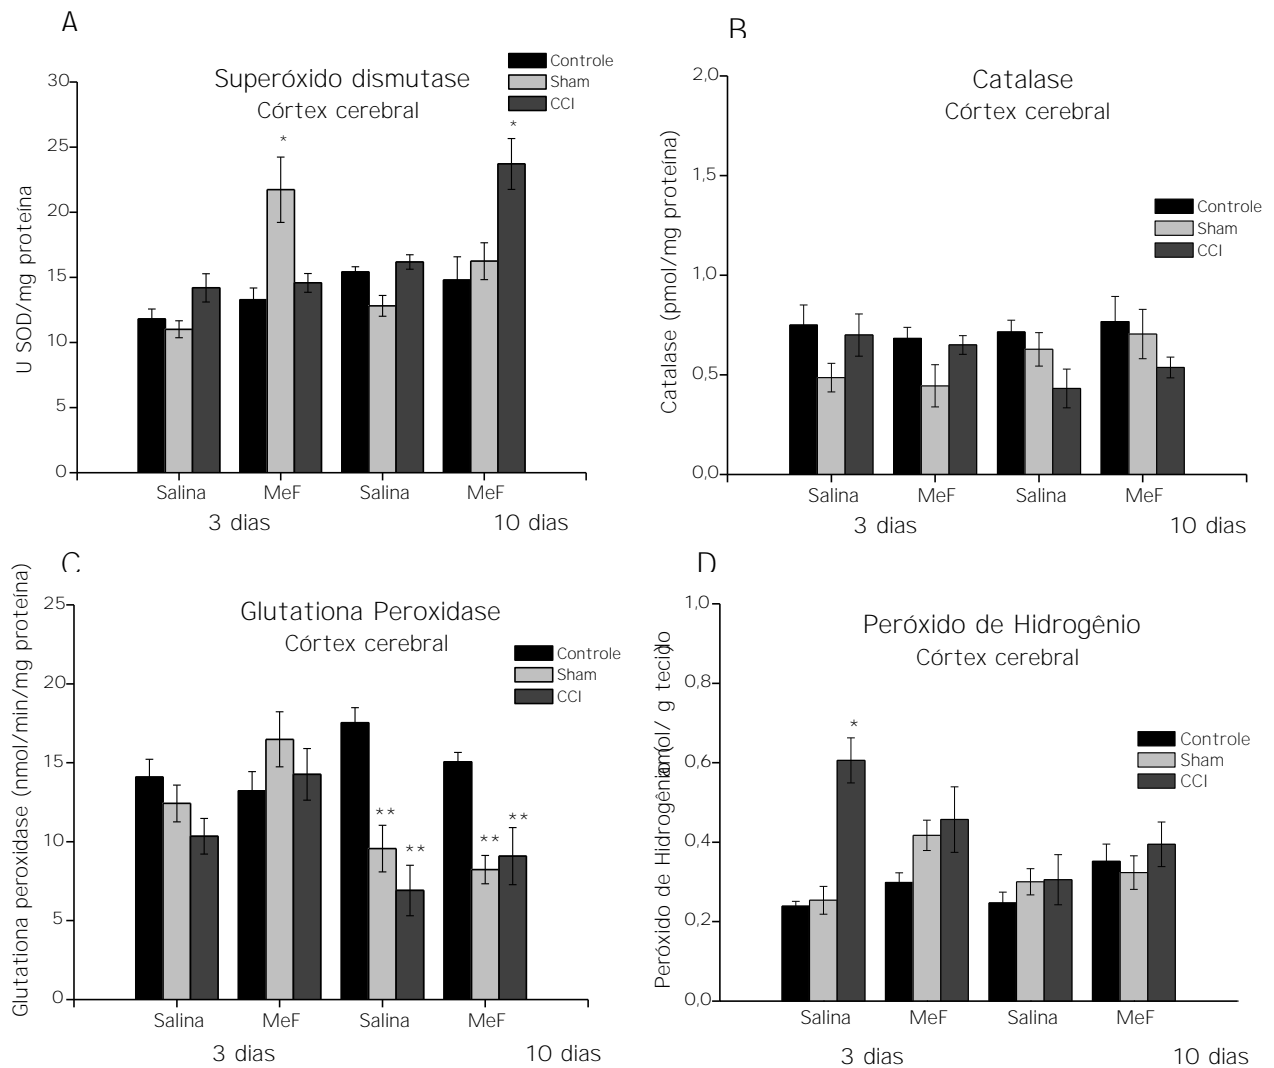 A
Superóxido dismutase
Córtex cerebral
Controle
Sham
CCI
U SOD/mg proteína
30
25
20
15
10
5
0
*
*
Salina MeF Salina MeF
3 dias 10 dias
B
Catalase
Córtex cerebral
Controle
Sham
CCI
Catalase (pmol/mg proteína)
2,0
1,5
1,0
0,5
0,0
Salina MeF Salina MeF
3 dias 10 dias
C
Glutationa Peroxidase
Córtex cerebral
Controle
Sham
CCI
Glutationa peroxidase (nmol/min/mg proteína)
25
20
15
10
5
0
**
**
**
**
Salina MeF Salina MeF
3 dias 10 dias
D
Peróxido de Hidrogênio
Córtex cerebral
Controle
Sham
CCI
Peróxido de Hidrogênio mol/ g tecido
1,0
0,8
0,6
0,4
0,2
0,0
*
Salina MeF Salina MeF
3 dias 10 dias